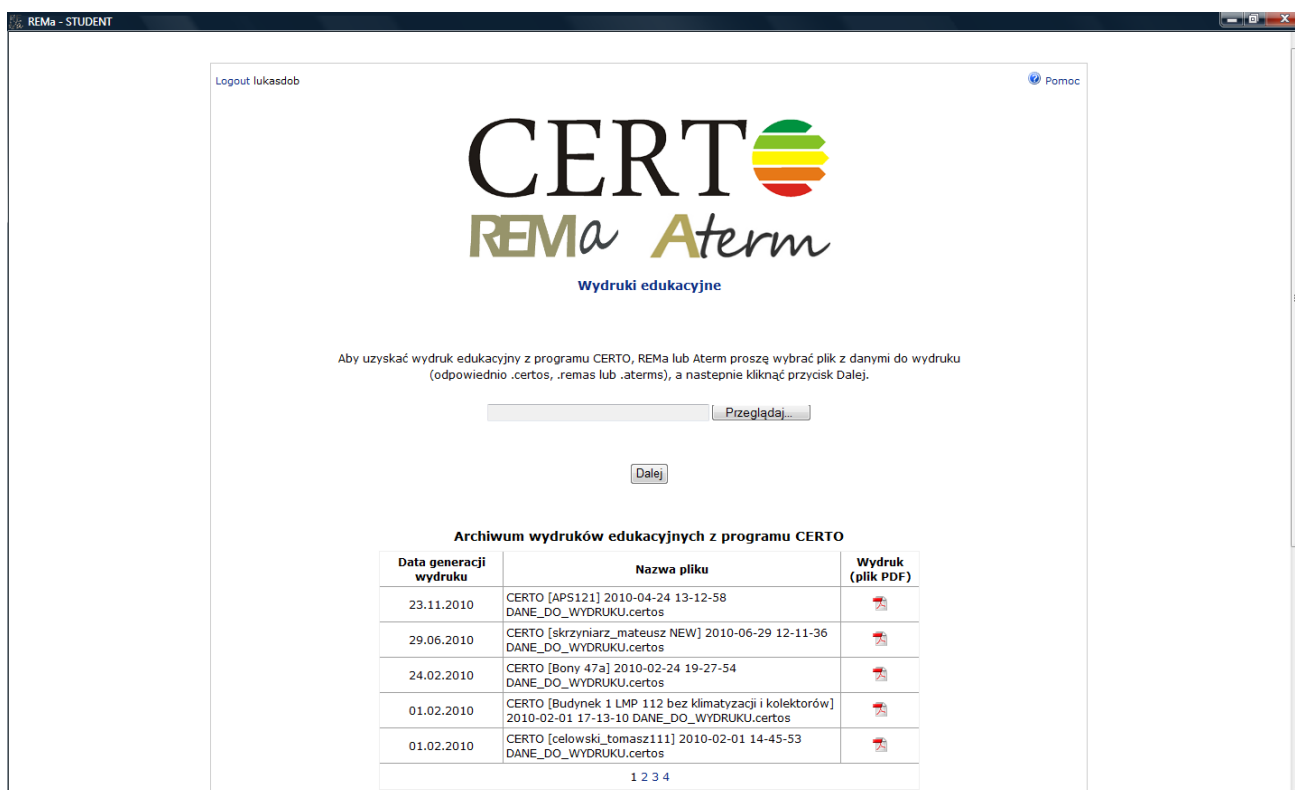 REMa - STUDENT
Logout lukasdob
Pomoc
CERTO
REMa Aterm
Wydruki edukacyjne
Aby uzyskać wydruk edukacyjny z programu CERTO, REMa lub Aterm proszę wybrać plik z danymi do wydruku
(odpowiednio .certos, .remas lub .aterms), a nastepnie kliknąć przycisk Dalej.
Przeglądaj...
Dalej
Archiwum wydruków edukacyjnych z programu CERTO
Data generacji
wydruku
Nazwa pliku
Wydruk
(plik PDF)
23.11.2010
CERTO [APS121] 2010-04-24 13-12-58
DANE_DO_WYDRUKU.certos
29.06.2010
CERTO [skrzyniarz_mateusz NEW] 2010-06-29 12-11-36
DANE_DO_WYDRUKU.certos
24.02.2010
CERTO [Bony 47a] 2010-02-24 19-27-54
DANE_DO_WYDRUKU.certos
01.02.2010
CERTO [Budynek 1 LMP 112 bez klimatyzacji i kolektorów]
2010-02-01 17-13-10 DANE_DO_WYDRUKU.certos
01.02.2010
CERTO [celowski_tomasz111] 2010-02-01 14-45-53
DANE_DO_WYDRUKU.certos
1 2 3 4